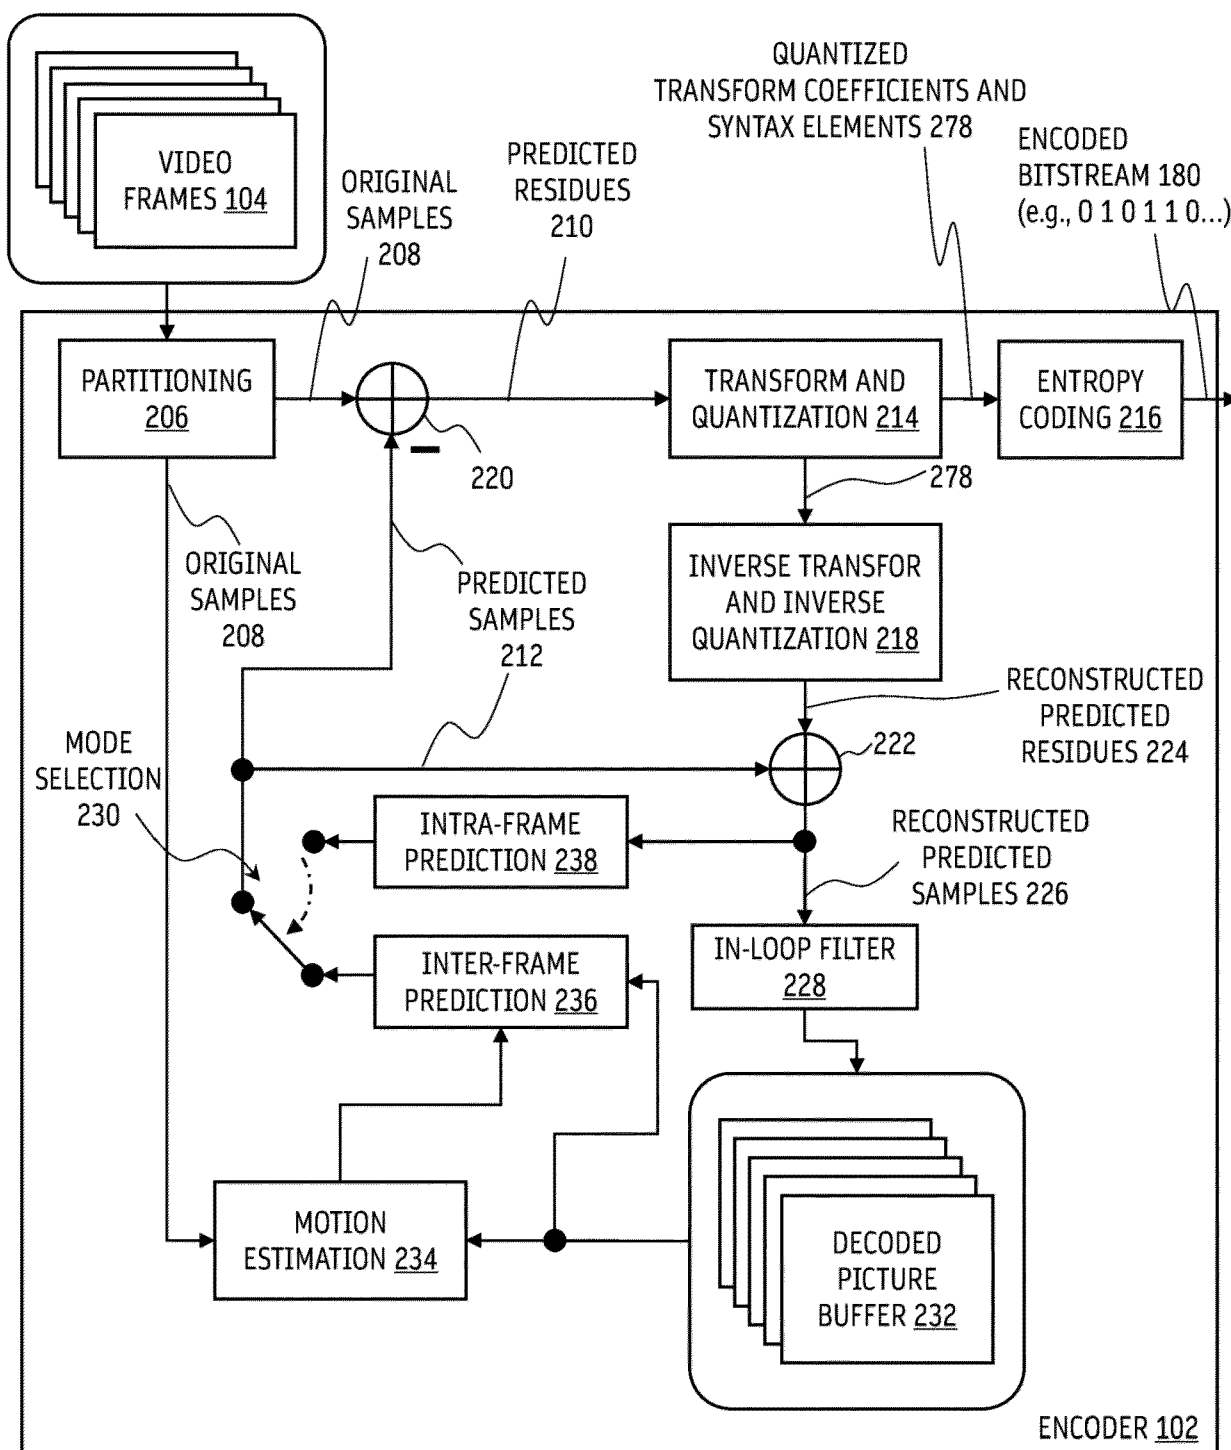 VIDEO
FRAMES 104
ORIGINAL
SAMPLES
208
PREDICTED
RESIDUES
210
QUANTIZED
TRANSFORM COEFFICIENTS AND
SYNTAX ELEMENTS 278
ENCODED
BITSTREAM 180
(e.g., 0 1 0 1 1 0...)
PARTITIONING
206
220
TRANSFORM AND
QUANTIZATION 214
ENTROPY
CODING 216
278
ORIGINAL
SAMPLES
208
PREDICTED
SAMPLES
212
INVERSE TRANSFOR
AND INVERSE
QUANTIZATION 218
RECONSTRUCTED
PREDICTED
RESIDUES 224
222
MODE
SELECTION
230
INTRA-FRAME
PREDICTION 238
RECONSTRUCTED
PREDICTED
SAMPLES 226
INTER-FRAME
PREDICTION 236
IN-LOOP FILTER
228
MOTION
ESTIMATION 234
DECODED
PICTURE
BUFFER 232
ENCODER 102